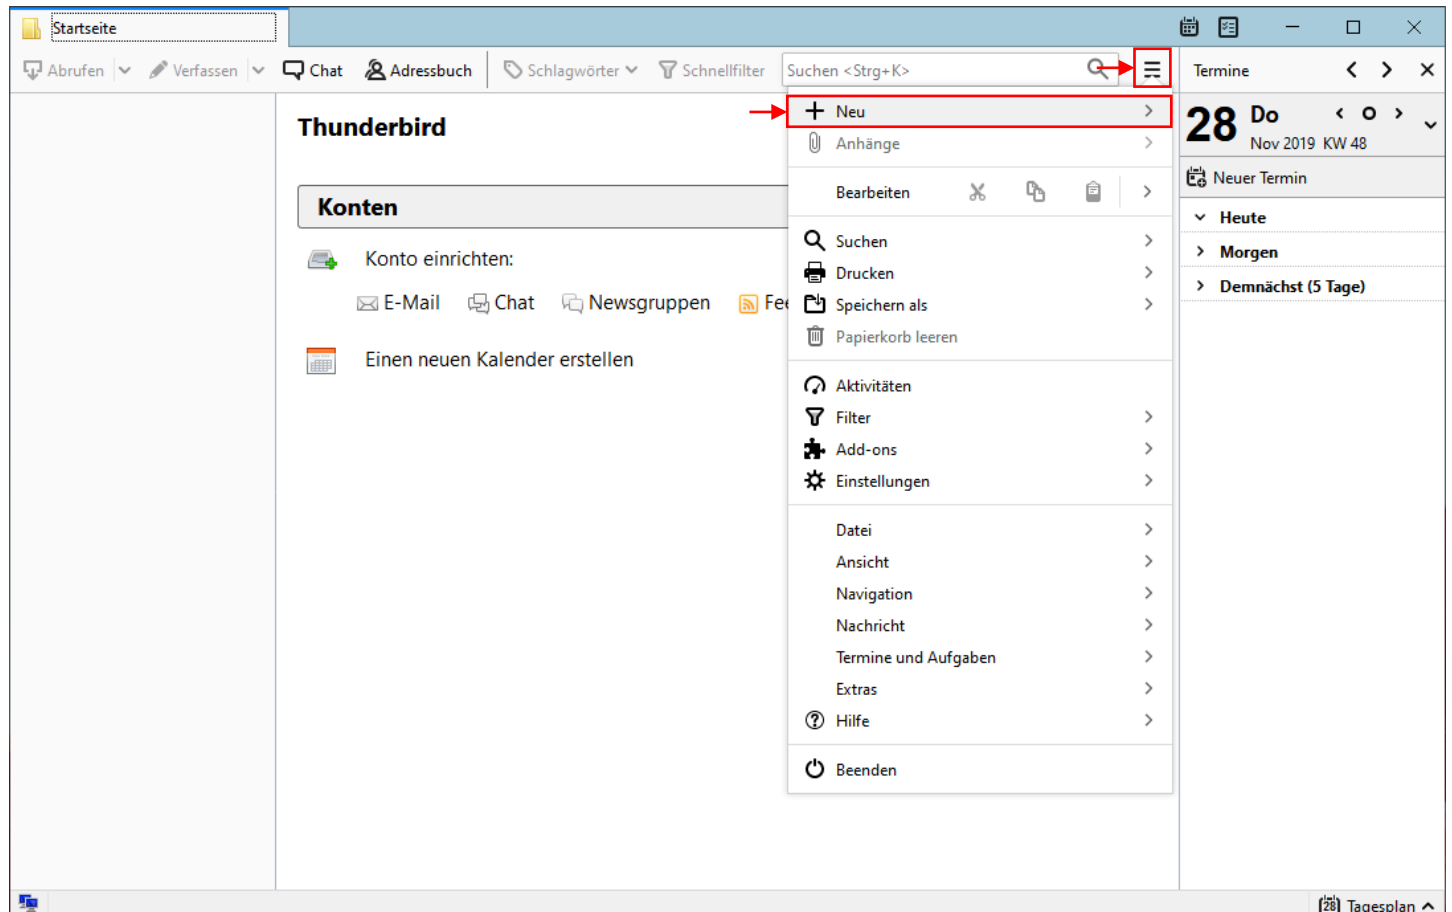 Startseite
Abrufen Verfassen Chat Adressbuch Schlagwörter Schnellfilter Suchen <Strg+K>
Termine
Thunderbird
Konten
Konto einrichten:
E-Mail Chat Newsgruppen
Einen neuen Kalender erstellen
Neu
Anhänge
Bearbeiten
Suchen
Drucken
Speichern als
Papierkorb leeren
Aktivitäten
Filter
Add-ons
Einstellungen
Datei
Ansicht
Navigation
Nachricht
Termine und Aufgaben
Extras
Hilfe
Beenden
28 Do
Nov 2019 KW 48
Neuer Termin
Heute
Morgen
Demnächst (5 Tage)
28 Tagesplan